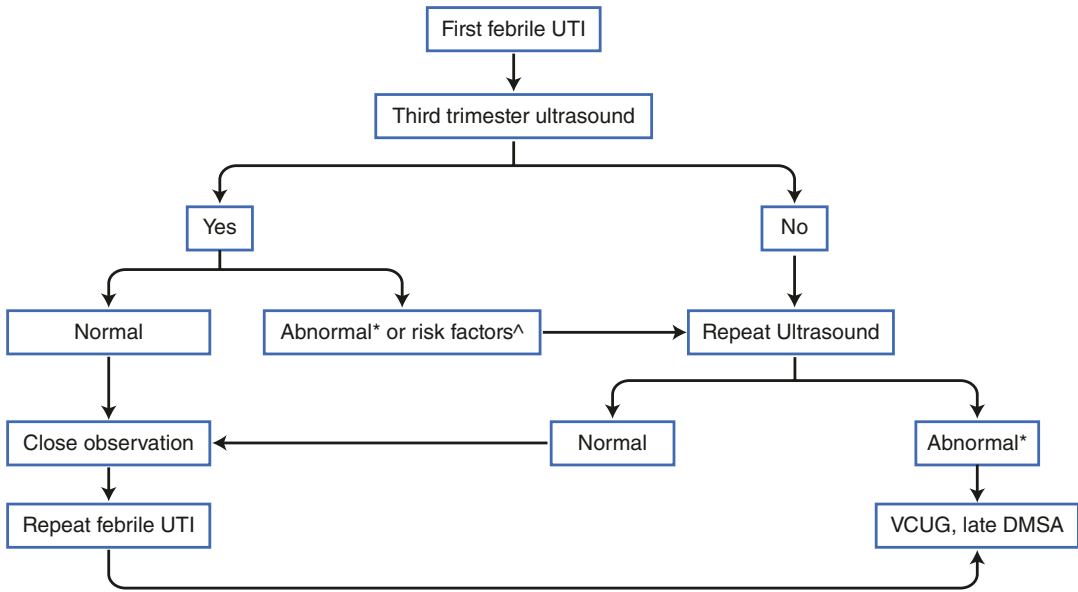 First febrile UTI
Third trimester ultrasound
Yes
No
Normal
Abnormal* or risk factors^
Repeat Ultrasound
Close observation
Normal
Abnormal*
Repeat febrile UTI
VCUG, late DMSA